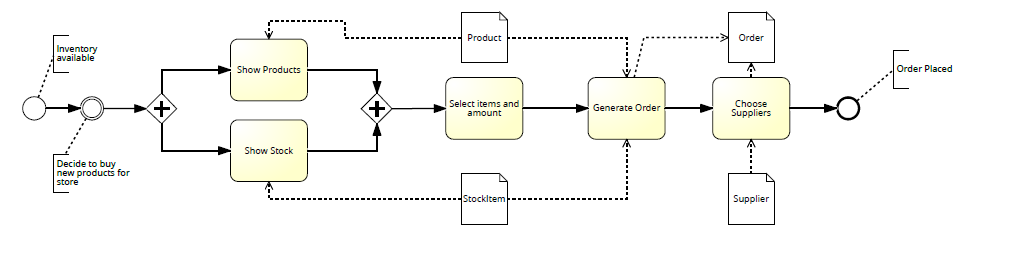 Inventory
available
Decide to buy
new products for
store
Show Products
Show Stock
Product
StockItem
Select items and
amount
Generate Order
Order
Choose
Suppliers
Supplier
Order Placed